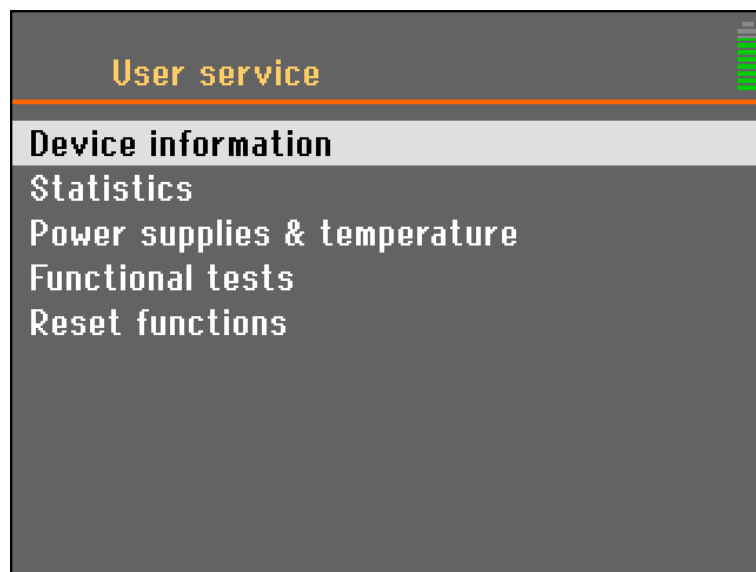 User service
Device information
Statistics
Power supplies & temperature
Functional tests
Reset functions